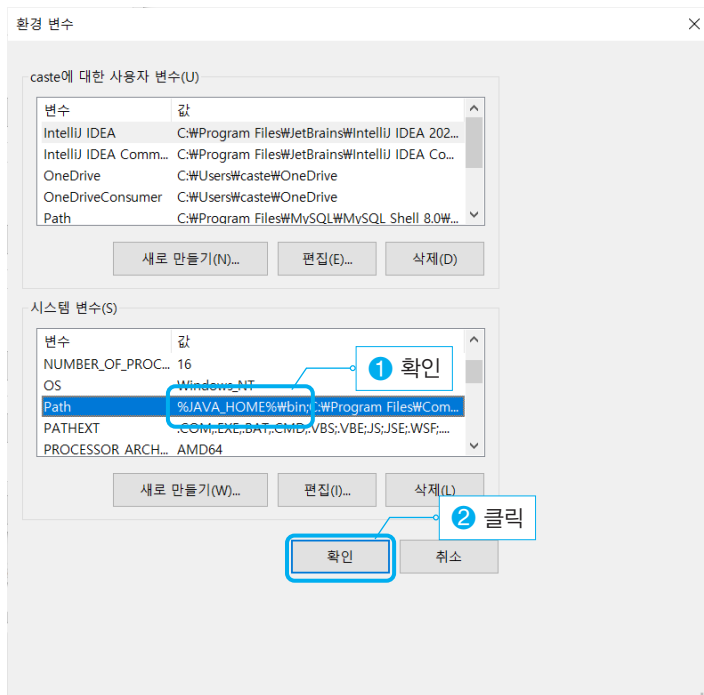 환경 변수
caste에 대한 사용자 변수(U)
변수 값
IntelliJ IDEA C:₩Program Files₩JetBrains₩IntelliJ IDEA 202...
IntelliJ IDEA Comm... C:₩Program Files₩JetBrains₩IntelliJ IDEA Co...
OneDrive C:₩Users₩caste₩OneDrive
OneDriveConsumer C:₩Users₩caste₩OneDrive
Path C:₩Program Files₩MySQL₩MySQL Shell 8.0₩...
새로 만들기(N)... 편집(E)... 삭제(D)
시스템 변수(S)
변수 값
NUMBER_OF_PROC... 16
1 확인
OS Windows_NT
Path %JAVA_HOME%₩bin;C:₩Program Files₩Com...
PATHEXT .COM;.EXE;.BAT;.CMD;.VBS;.VBE;.JS;.JSE;.WSF;....
PROCESSOR ARCH... AMD64
새로 만들기(W)... 편집(I)... 삭제(L)
2 클릭
확인 취소